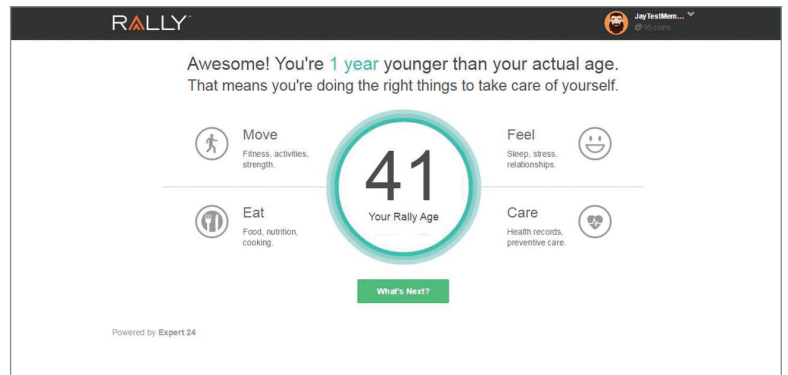 RALLY
JayTestMem...
95 coins
Awesome! You're 1 year younger than your actual age.
That means you're doing the right things to take care of yourself.
Move
Fitness, activities,
strength.
Feel
Sleep, stress,
relationships.
41
Your Rally Age
Eat
Food, nutrition,
cooking.
Care
Health records,
preventive care.
What's Next?
Powered by Expert 24